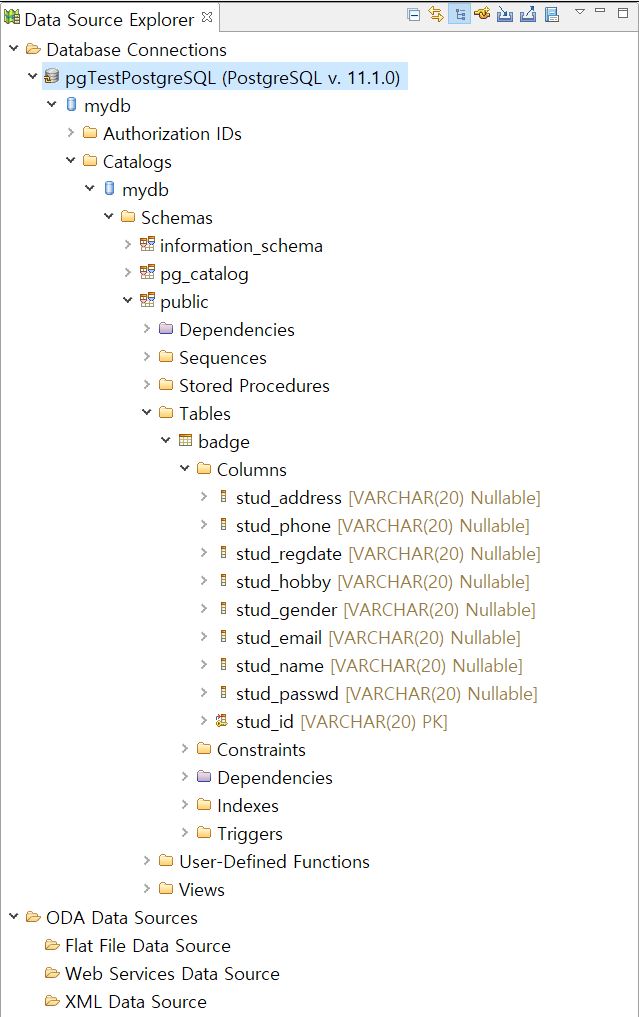 Data Source Explorer
Database Connections
pgTestPostgreSQL (PostgreSQL v. 11.1.0)
mydb
Authorization IDs
Catalogs
mydb
Schemas
information_schema
pg_catalog
public
Dependencies
Sequences
Stored Procedures
Tables
badge
Columns
stud_address [VARCHAR(20) Nullable]
stud_phone [VARCHAR(20) Nullable]
stud_regdate [VARCHAR(20) Nullable]
stud_hobby [VARCHAR(20) Nullable]
stud_gender [VARCHAR(20) Nullable]
stud_email [VARCHAR(20) Nullable]
stud_name [VARCHAR(20) Nullable]
stud_passwd [VARCHAR(20) Nullable]
stud_id [VARCHAR(20) PK]
Constraints
Dependencies
Indexes
Triggers
User-Defined Functions
Views
ODA Data Sources
Flat File Data Source
Web Services Data Source
XML Data Source